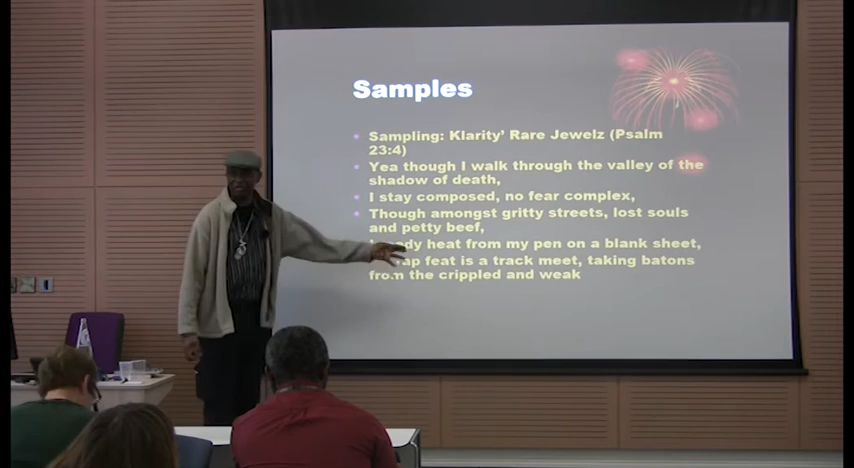 Samples
Sampling: Klarity' Rare Jewelz (Psalm
23:4)
Yea though I walk through the valley of the
shadow of death,
I stay composed, no fear complex,
Though amongst gritty streets, lost souls
and petty beef,
heat from my pen on a blank sheet,
feat is a track meet, taking batons
from the crippled and weak